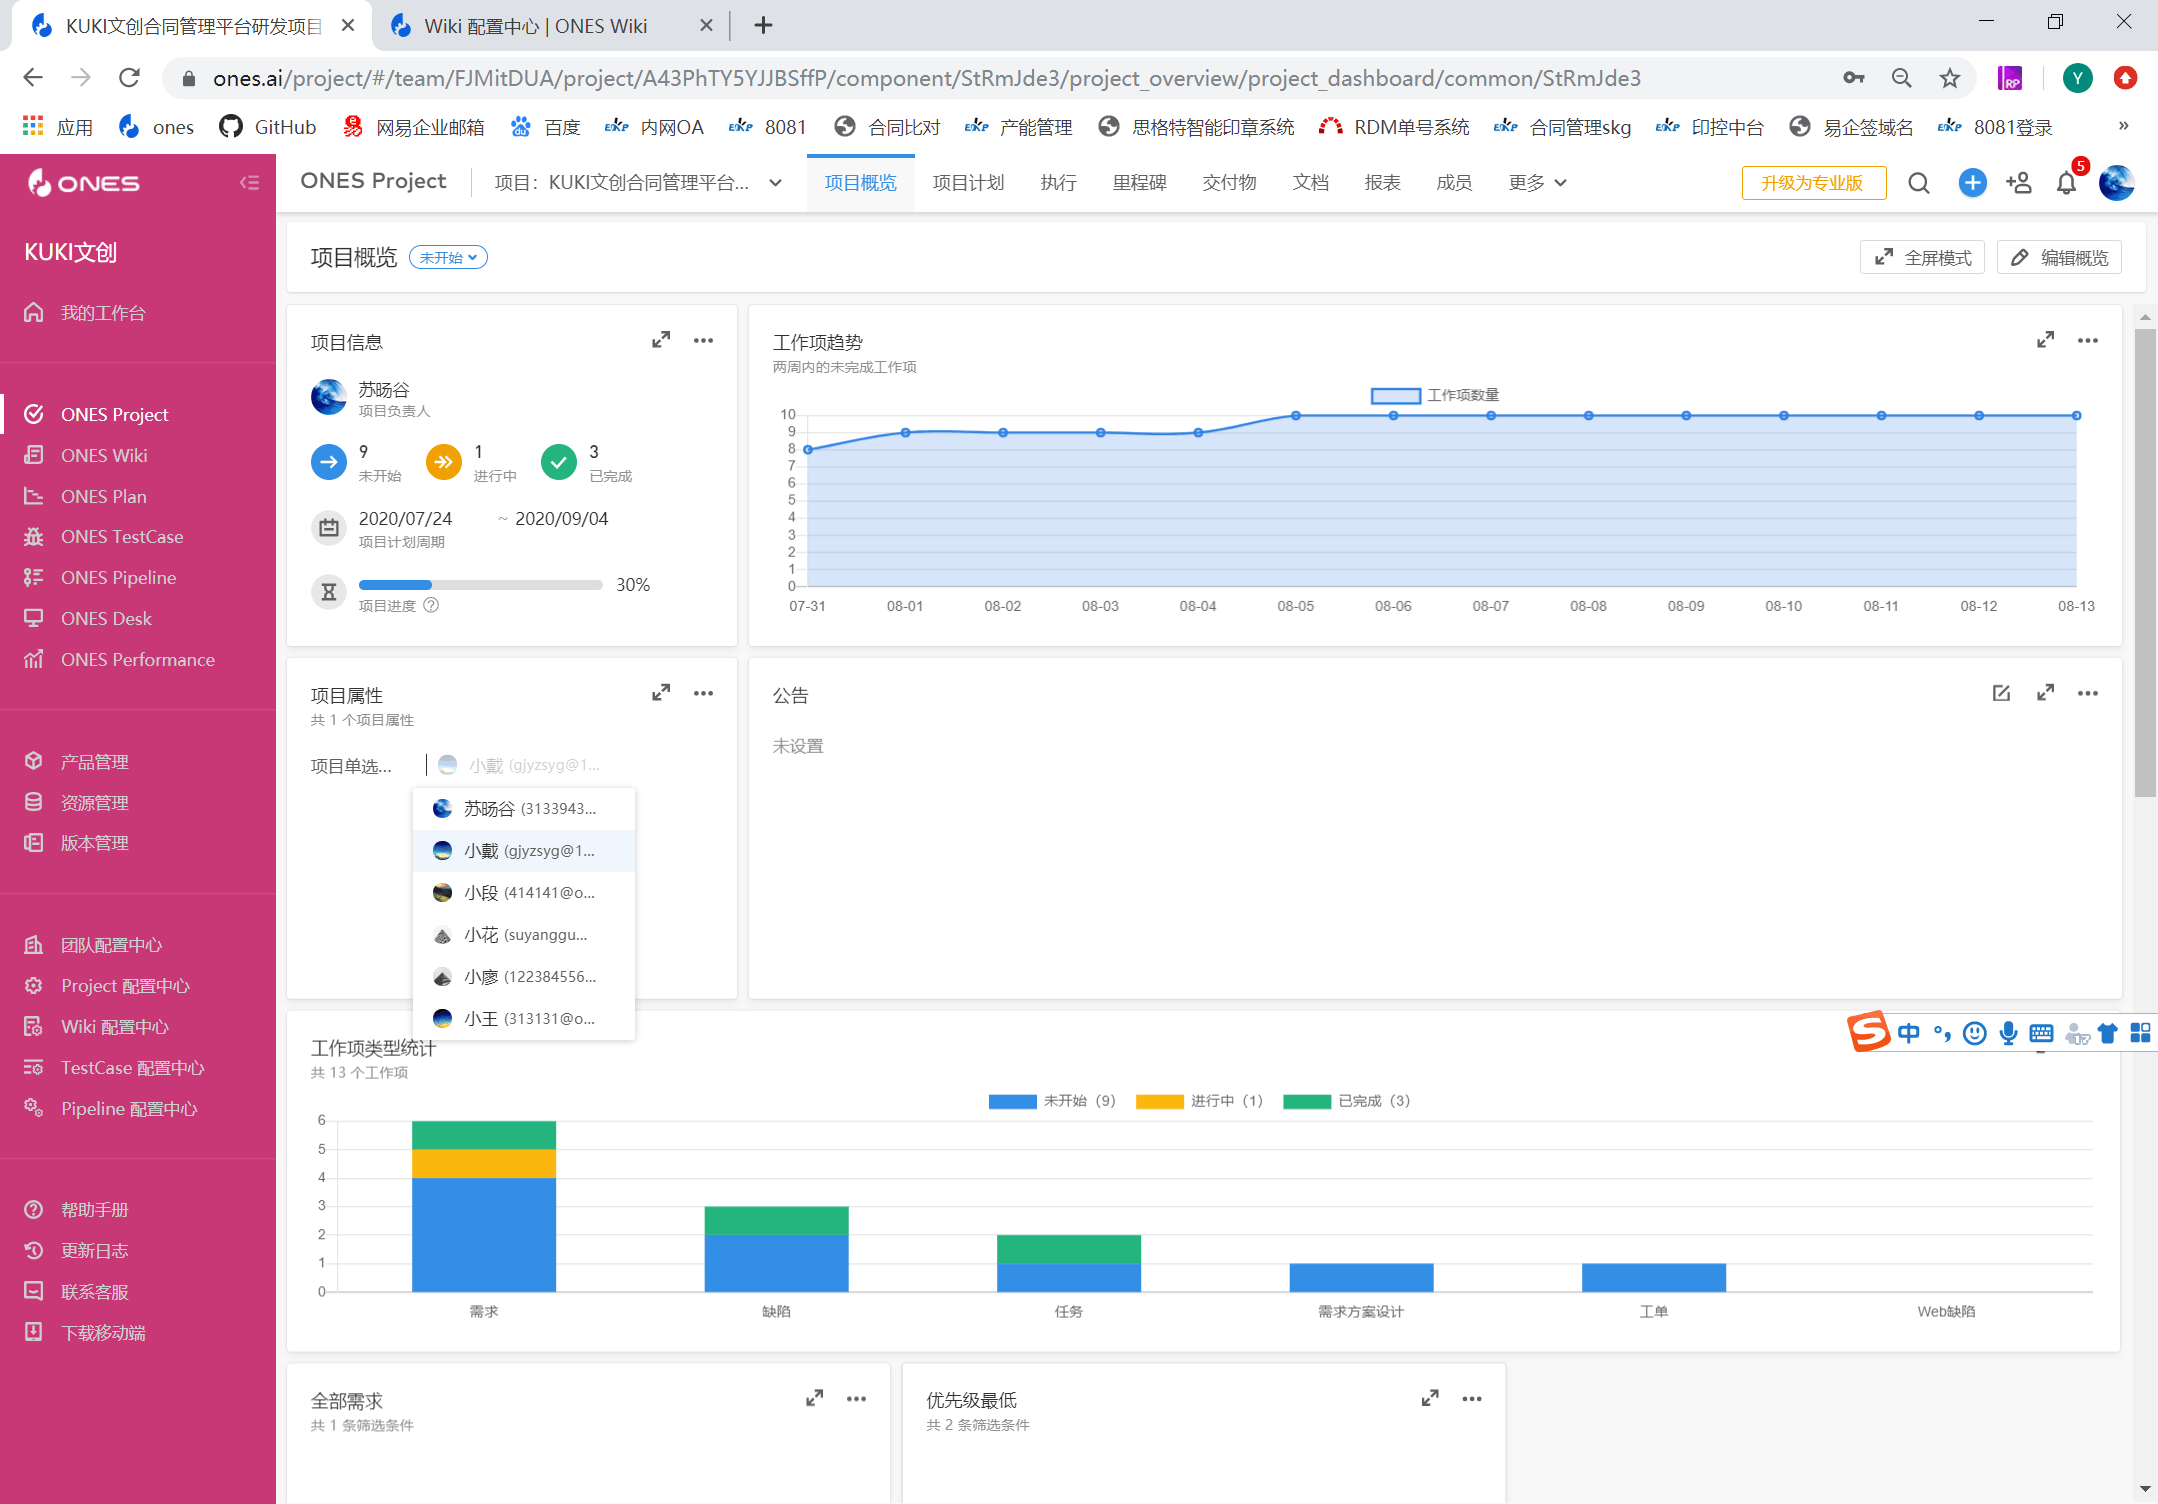 KUKI文创合同管理平台研发项目
Wiki 配置中心 | ONES Wiki
ones.ai/project/#/team/FJMitDUA/project/A43PhTY5YJJBSffP/component/StRmJde3/project_overview/project_dashboard/common/StRmJde3
Y
应用 ones GitHub 网易企业邮箱 百度 内网OA 8081 合同比对 产能管理 思格特智能印章系统 RDM单号系统 合同管理skg 印控中台 易企签域名 8081登录 »
ONES
ONES Project 项目：KUKI文创合同管理平台... 项目概览 项目计划 执行 里程碑 交付物 文档 报表 成员 更多 升级为专业版 5
KUKI文创
我的工作台
ONES Project
ONES Wiki
ONES Plan
ONES TestCase
ONES Pipeline
ONES Desk
ONES Performance
产品管理
资源管理
版本管理
团队配置中心
Project 配置中心
Wiki 配置中心
TestCase 配置中心
Pipeline 配置中心
帮助手册
更新日志
联系客服
下载移动端
项目概览 未开始 全屏模式 编辑概览
项目信息
苏旸谷
项目负责人
9 1 3
未开始 进行中 已完成
2020/07/24 ~ 2020/09/04
项目计划周期
30%
项目进度
工作项趋势
两周内的未完成工作项
工作项数量
10
9
8
7
6
5
4
3
2
1
0
07-31 08-01 08-02 08-03 08-04 08-05 08-06 08-07 08-08 08-09 08-10 08-11 08-12 08-13
项目属性
共 1 个项目属性
项目单选... 小戴 (gjyzsyg@1...
苏旸谷 (3133943...
小戴 (gjyzsyg@1...
小段 (414141@o...
小花 (suyanggu...
小廖 (122384556...
小王 (313131@o...
公告
未设置
中
工作项类型统计
共 13 个工作项
未开始（9） 进行中（1） 已完成（3）
6
5
4
3
2
1
0
需求 缺陷 任务 需求方案设计 工单 Web缺陷
全部需求
共 1 条筛选条件
优先级最低
共 2 条筛选条件